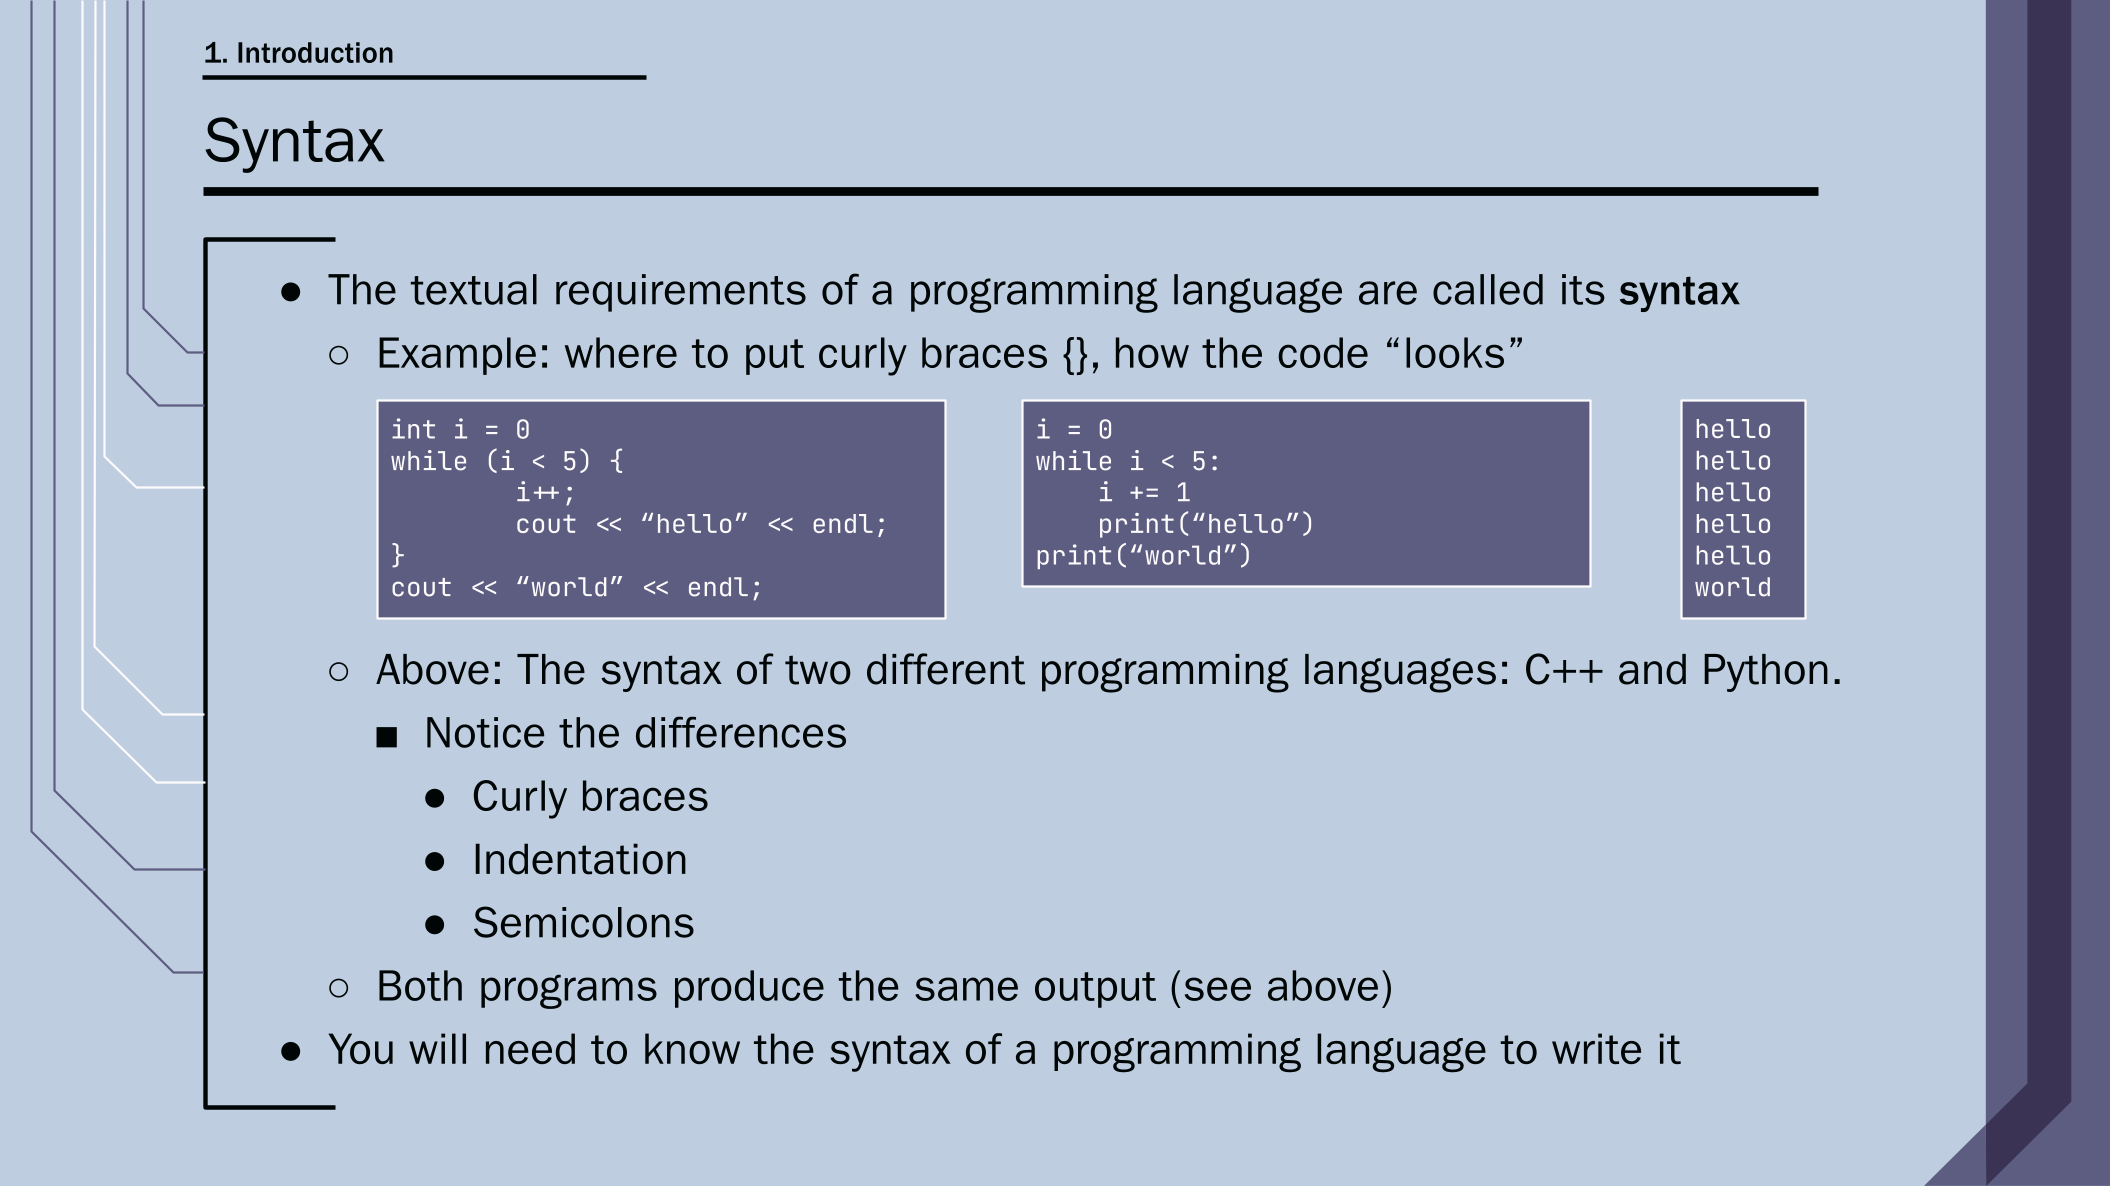 1. Introduction
Syntax
● The textual requirements of a programming language are called its syntax
○ Example: where to put curly braces {}, how the code “looks”
int i = 0
while (i < 5) {
        i++;
        cout << “hello” << endl;
}
cout << “world” << endl;
i = 0
while i < 5:
    i += 1
    print(“hello”)
print(“world”)
hello
hello
hello
hello
hello
world
○ Above: The syntax of two different programming languages: C++ and Python.
■ Notice the differences
● Curly braces
● Indentation
● Semicolons
○ Both programs produce the same output (see above)
● You will need to know the syntax of a programming language to write it